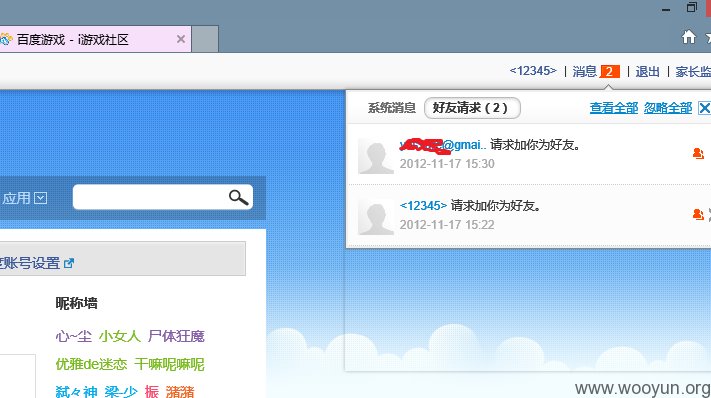 百度游戏 - i游戏社区
<12345> | 消息 2 | 退出 | 家长监
系统消息 好友请求 ( 2 ) 查看全部 忽略全部
@gmai.. 请求加你为好友。
2012-11-17 15:30
<12345> 请求加你为好友。
2012-11-17 15:22
应用
账号设置
昵称墙
心~尘 小女人 尸体狂魔
优雅de迷恋 干嘛呢嘛呢
弑々神 梁-少 振 潴潴
www.wooyun.org